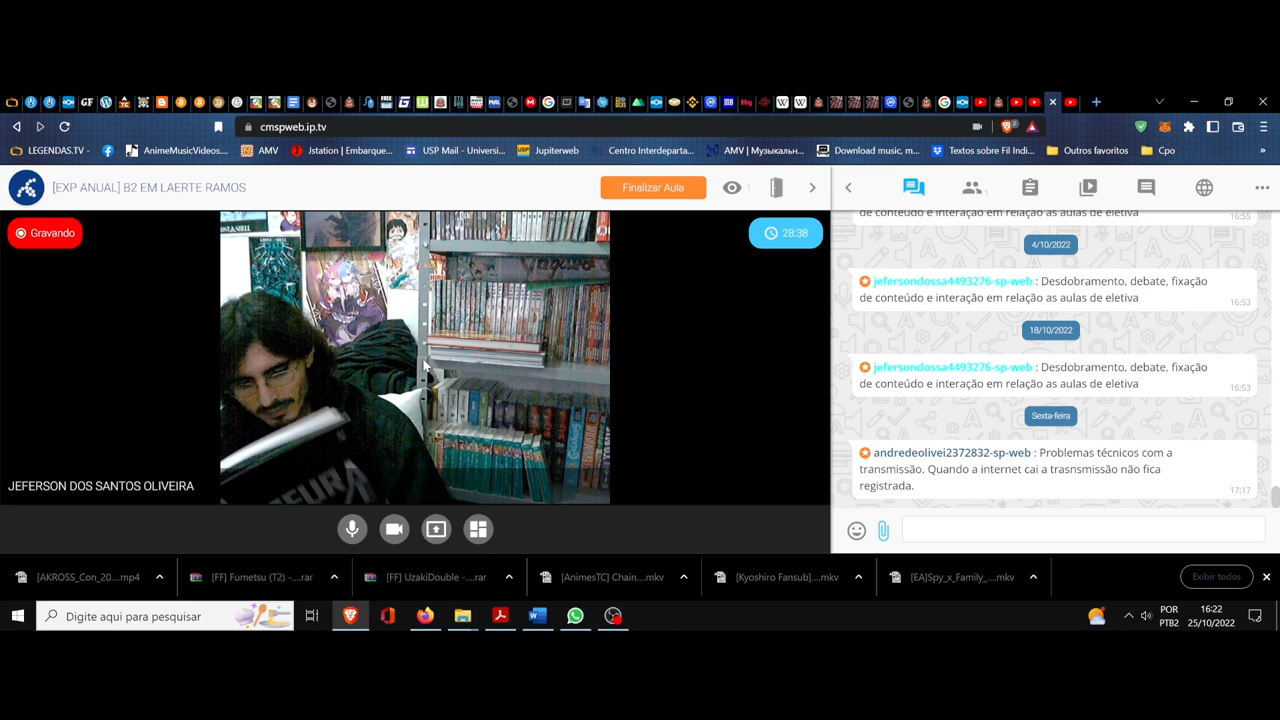 cmspweb.ip.tv
2
LEGENDAS.TV -
AnimeMusicVideos...
AMV
Jstation | Embarque...
USP Mail - Universi...
Jupiterweb
Centro Interdeparta...
AMV | Музыкальн...
Download music, m...
Textos sobre Fil Indi...
Outros favoritos
Cpo
»
[EXP ANUAL] B2 EM LAERTE RAMOS
Finalizar Aula
1
1
Gravando
28:38
JEFERSON DOS SANTOS OLIVEIRA
de conteúdo e interação em relação as aulas de eletiva
16:55
4/10/2022
jefersondossa4493276-sp-web : Desdobramento, debate, fixação
de conteúdo e interação em relação as aulas de eletiva
16:53
18/10/2022
jefersondossa4493276-sp-web : Desdobramento, debate, fixação
de conteúdo e interação em relação as aulas de eletiva
16:53
Sexta-feira
andredeolivei2372832-sp-web : Problemas técnicos com a
transmissão. Quando a internet cai a trasnsmissão não fica
registrada.
17:17
[AKROSS_Con_20....mp4
[FF] Fumetsu (T2) -....rar
[FF] UzakiDouble -....rar
[AnimesTC] Chain....mkv
[Kyoshiro Fansub]....mkv
[EA]Spy_x_Family_....mkv
Exibir todos
Digite aqui para pesquisar
POR
PTB2
16:22
25/10/2022